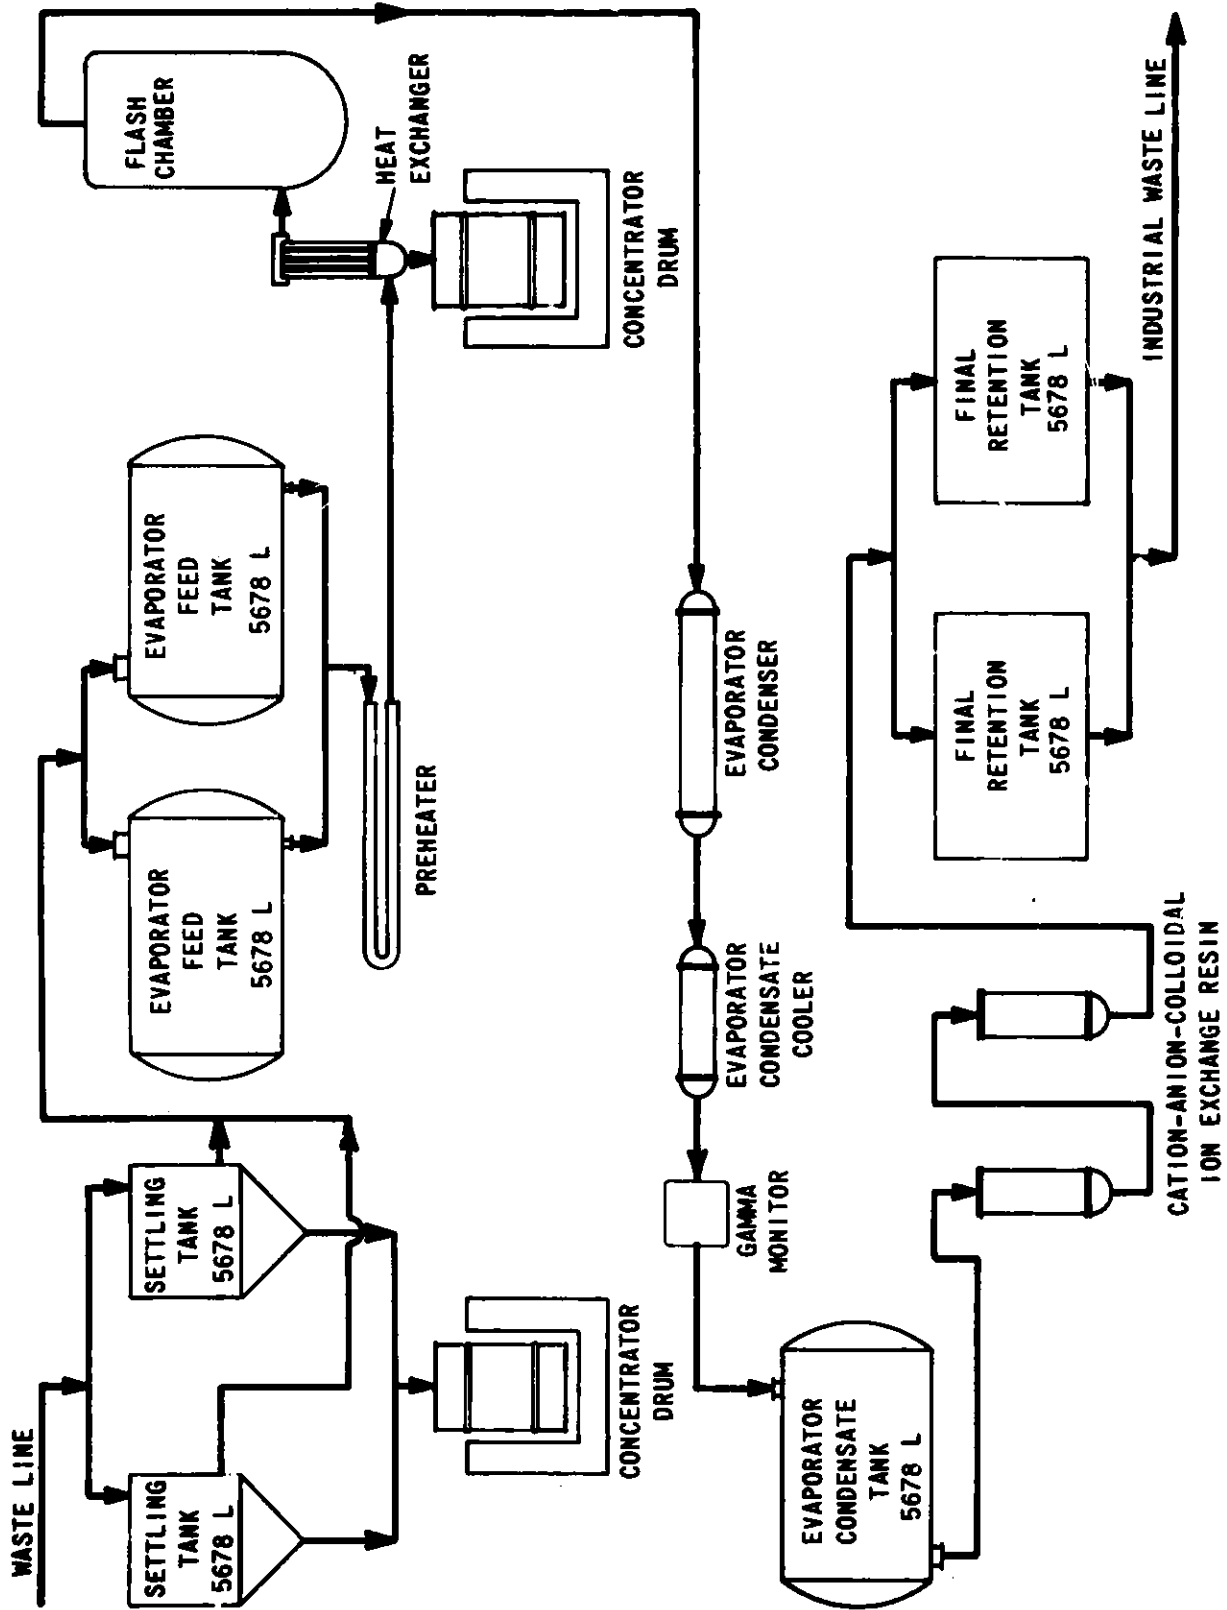 WASTE LINE
SETTLING
TANK
5678 L
SETTLING
TANK
5678 L
CONCENTRATOR
DRUM
EVAPORATOR
FEED
TANK
5678 L
EVAPORATOR
FEED
TANK
5678 L
PREHEATER
FLASH
CHAMBER
HEAT
EXCHANGER
CONCENTRATOR
DRUM
EVAPORATOR
CONDENSER
EVAPORATOR
CONDENSATE
COOLER
GAMMA
MONITOR
EVAPORATOR
CONDENSATE
TANK
5678 L
CATION-ANION-COLLOIDAL
ION EXCHANGE RESIN
FINAL
RETENTION
TANK
5678 L
FINAL
RETENTION
TANK
5678 L
INDUSTRIAL WASTE LINE